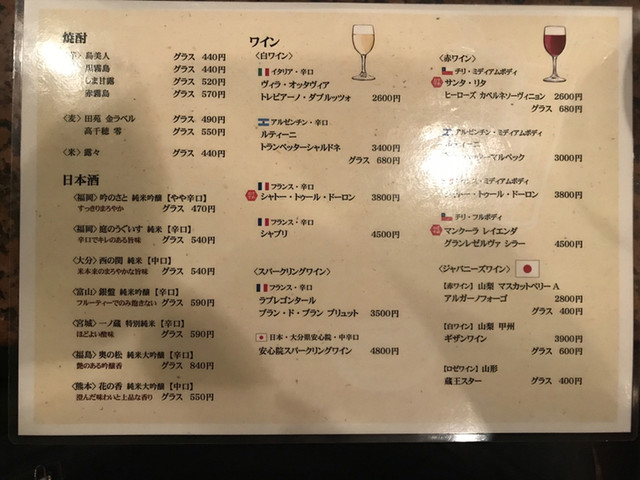 焼酎
島美人 グラス 440円
黒霧島 グラス 440円
しま甘露 グラス 520円
赤霧島 グラス 570円
〈麦〉田苑 金ラベル グラス 490円
高千穂 零 グラス 550円
〈米〉露々 グラス 440円
日本酒
〈福岡〉吟のさと 純米吟醸【やや辛口】
すっきりまろやか グラス 470円
〈福岡〉庭のうぐいす 純米【辛口】
辛口でキレのある旨味 グラス 540円
〈大分〉西の関 純米【中口】
米本来のまろやかな旨味 グラス 540円
〈富山〉銀盤 純米吟醸【辛口】
フルーティーでのみ飽きない グラス 590円
〈宮城〉一ノ蔵 特別純米【辛口】
ほどよい酸味 グラス 590円
〈福島〉奥の松 純米大吟醸【辛口】
艶のある吟醸香 グラス 840円
〈熊本〉花の香 純米大吟醸【中口】
澄んだ味わいと上品な香り グラス 550円
ワイン
〈白ワイン〉
イタリア・辛口
ヴィラ・オッタヴィア
トレビアーノ・ダブルッツォ 2600円
アルゼンチン・辛口
ルティーニ
トランペッターシャルドネ 3400円
グラス 680円
フランス・辛口
シャトー・トゥール・ドーロン 3800円
フランス・辛口
シャブリ 4500円
〈スパークリングワイン〉
フランス・辛口
ラブレゴンタール
ブラン・ド・ブラン ブリュット 3500円
日本・大分県安心院・中辛口
安心院スパークリングワイン 4800円
〈赤ワイン〉
チリ・ミディアムボディ
サンタ・リタ
ヒーローズ カベルネソーヴィニョン 2600円
グラス 680円
アルゼンチン・ミディアムボディ
ィーニ
ーマルベック 3000円
ンス・ミディアムボディ
ー・トゥール・ドーロン 3800円
チリ・フルボディ
マンケーラ レイエンダ
グランレゼルヴァ シラー 4500円
〈ジャパニーズワイン〉
【赤ワイン】山梨 マスカットベリーA
アルガーノフォーゴ 2800円
グラス 400円
【白ワイン】山梨 甲州
ギザンワイン 3900円
グラス 600円
【ロゼワイン】山形
蔵王スター グラス 400円